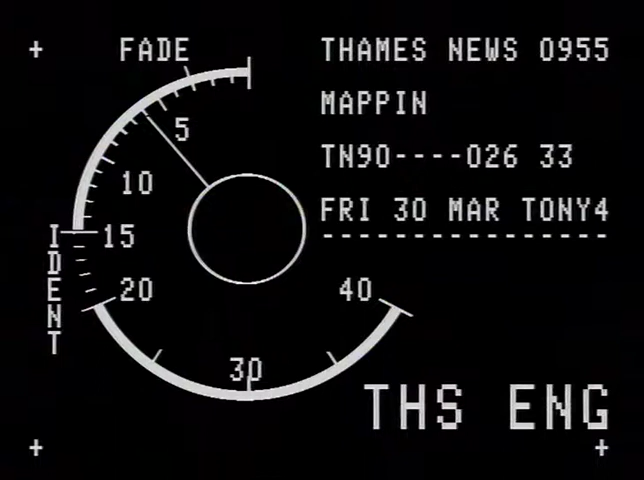 FADE
THAMES NEWS 0955
MAPPIN
TN90----026 33
FRI 30 MAR TONY4
-----------------
5
10
15
20
30
40
IDENT
THS ENG